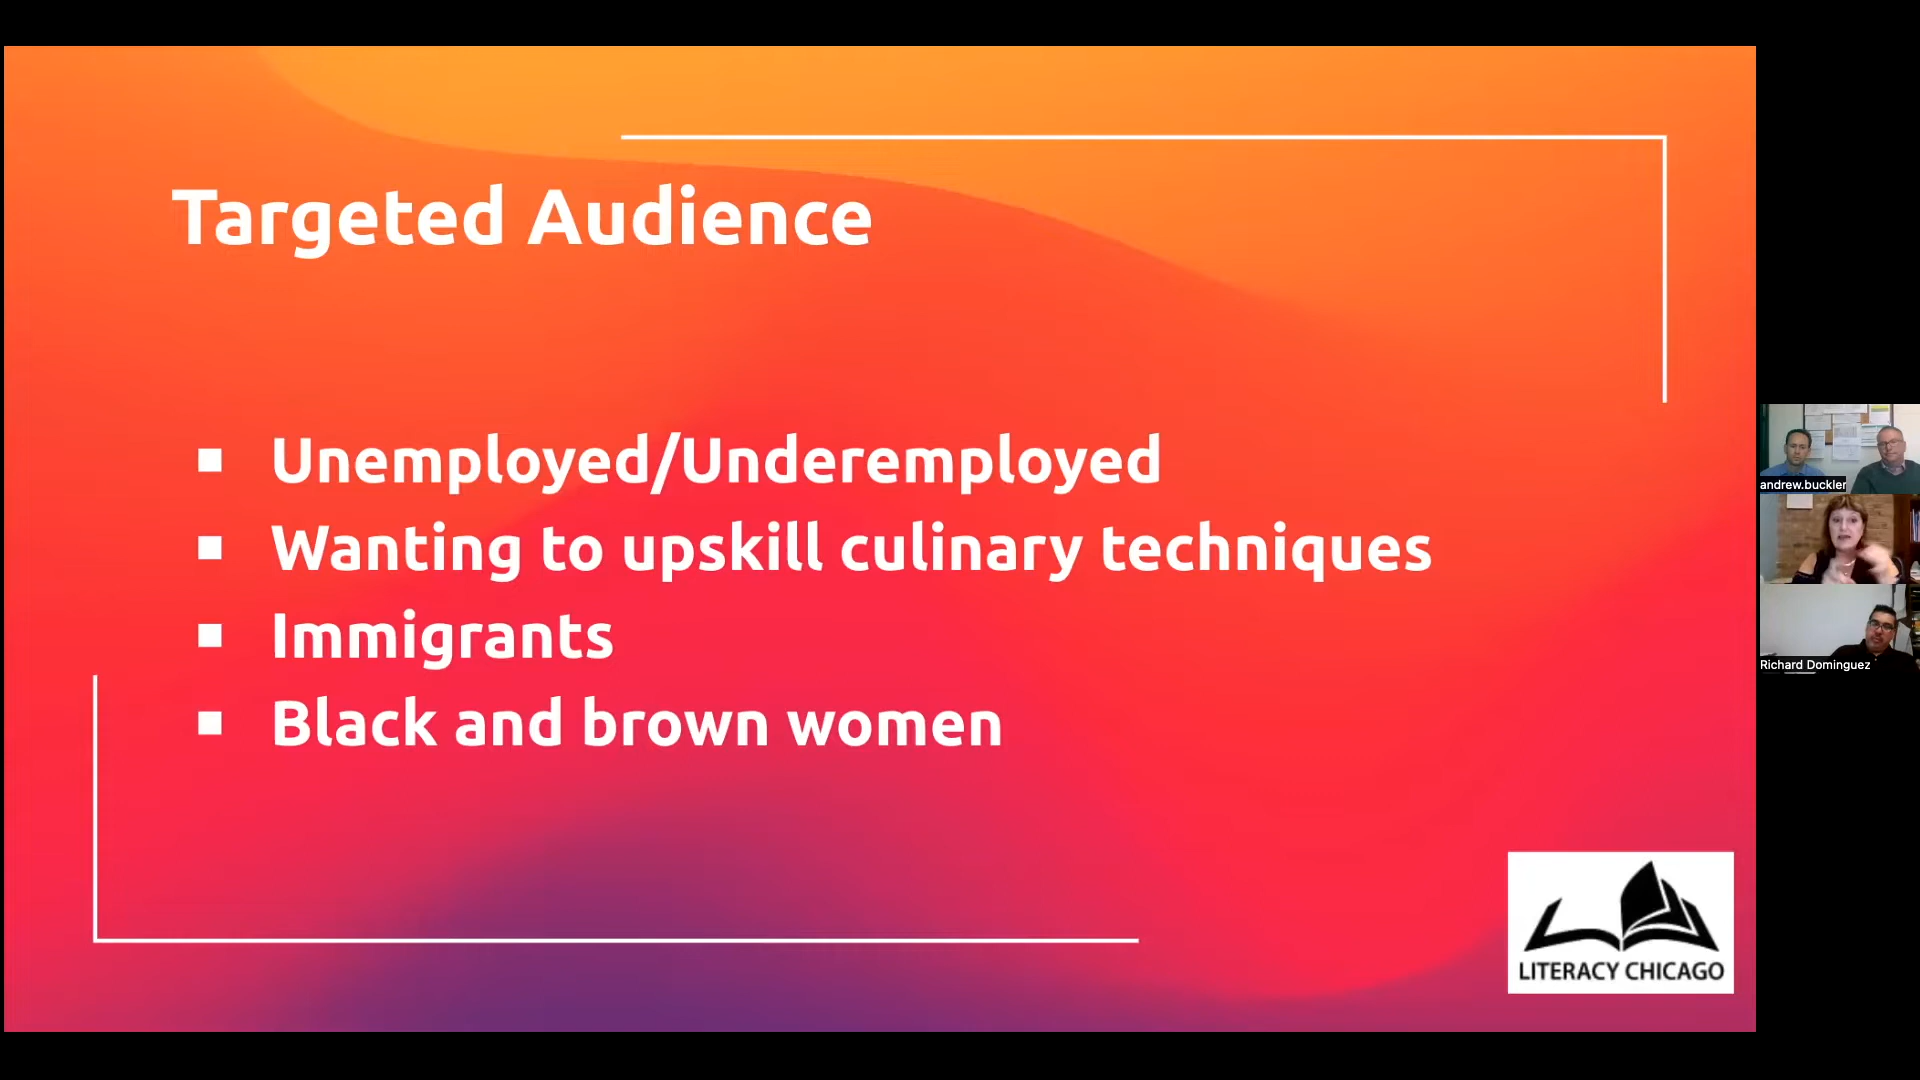 Targeted Audience
Unemployed/Underemployed
Wanting to upskill culinary techniques
Immigrants
Black and brown women
LITERACY CHICAGO
andrew.buckler
Richard Dominguez